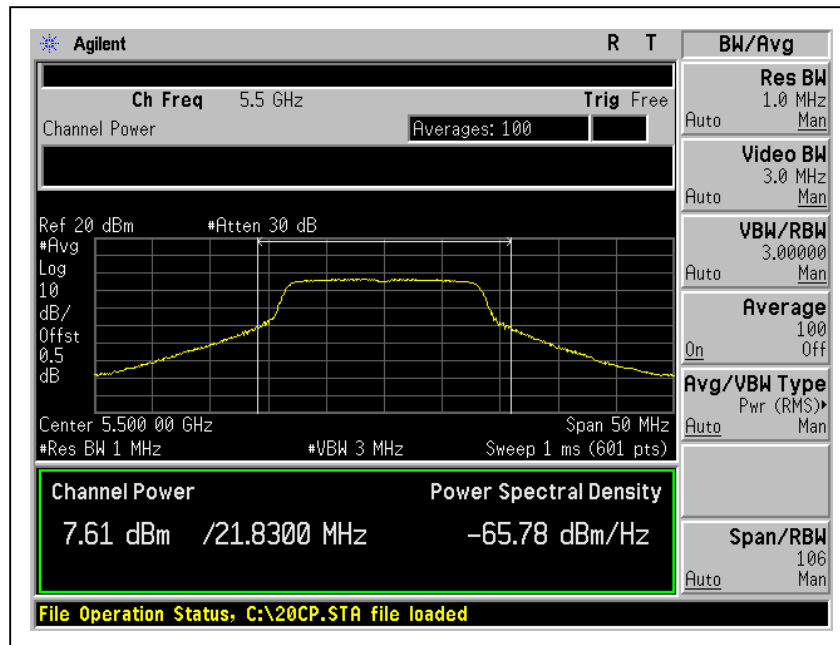 Agilent
R T
BW/Avg
Ch Freq 5.5 GHz
Trig Free
Channel Power
Averages: 100
Ref 20 dBm
#Atten 30 dB
#Avg
Log
10
dB/
Offst
0.5
dB
Center 5.500 00 GHz
Span 50 MHz
#Res BW 1 MHz
#VBW 3 MHz
Sweep 1 ms (601 pts)
Channel Power
Power Spectral Density
7.61 dBm /21.8300 MHz
-65.78 dBm/Hz
File Operation Status, C:\20CP.STA file loaded
Res BW
1.0 MHz
Auto Man
Video BW
3.0 MHz
Auto Man
VBW/RBW
3.00000
Auto Man
Average
100
On Off
Avg/VBW Type
Pwr (RMS)▸
Auto Man
Span/RBW
106
Auto Man